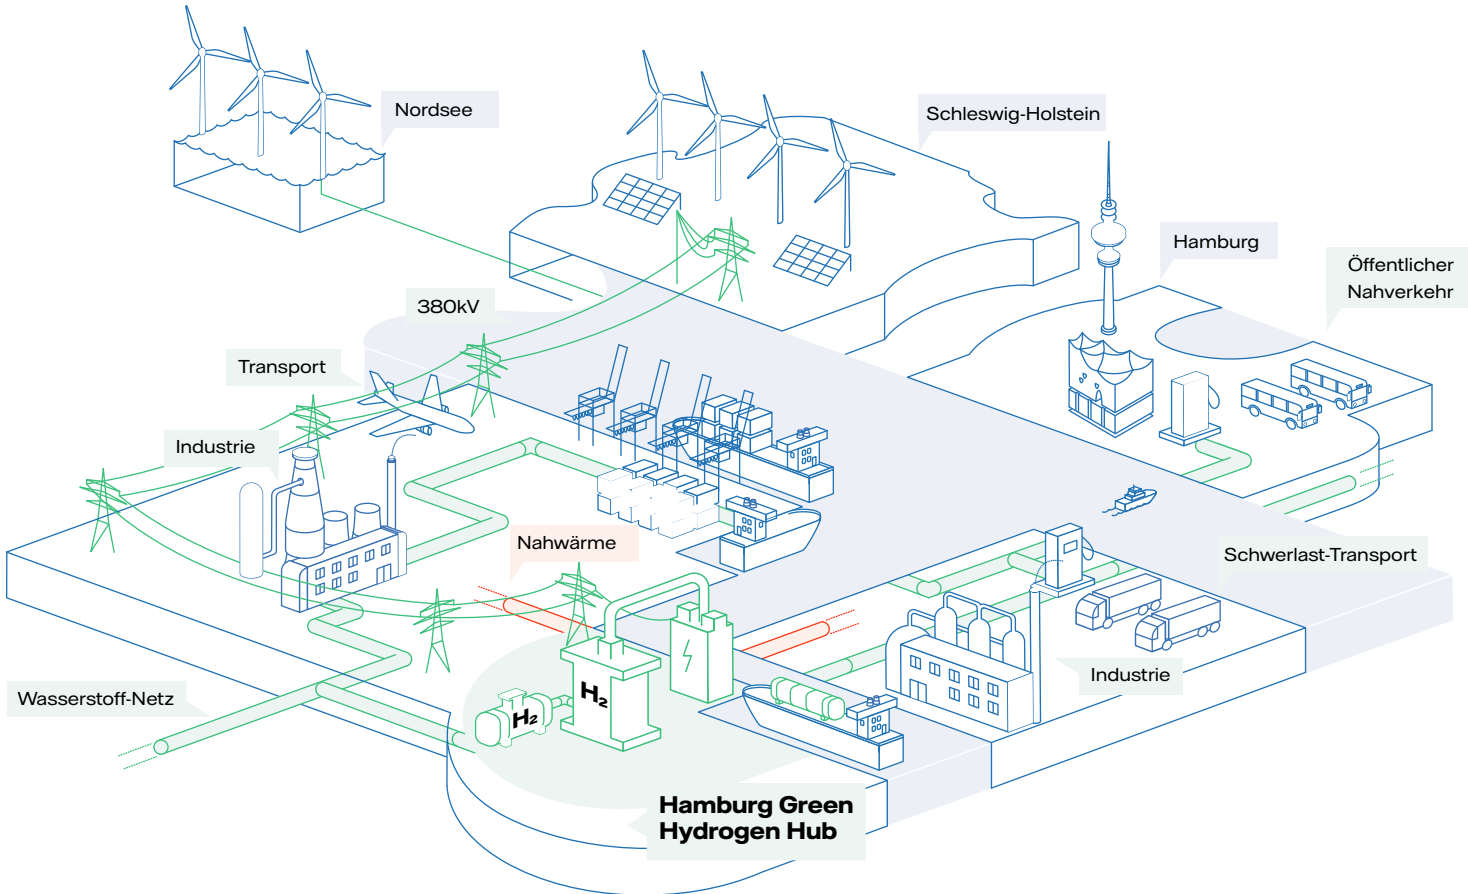 Nordsee
Schleswig-Holstein
Hamburg
Öffentlicher
Nahverkehr
380kV
Transport
Industrie
Nahwärme
Schwerlast-Transport
Industrie
Wasserstoff-Netz
H₂
H₂
Hamburg Green
Hydrogen Hub